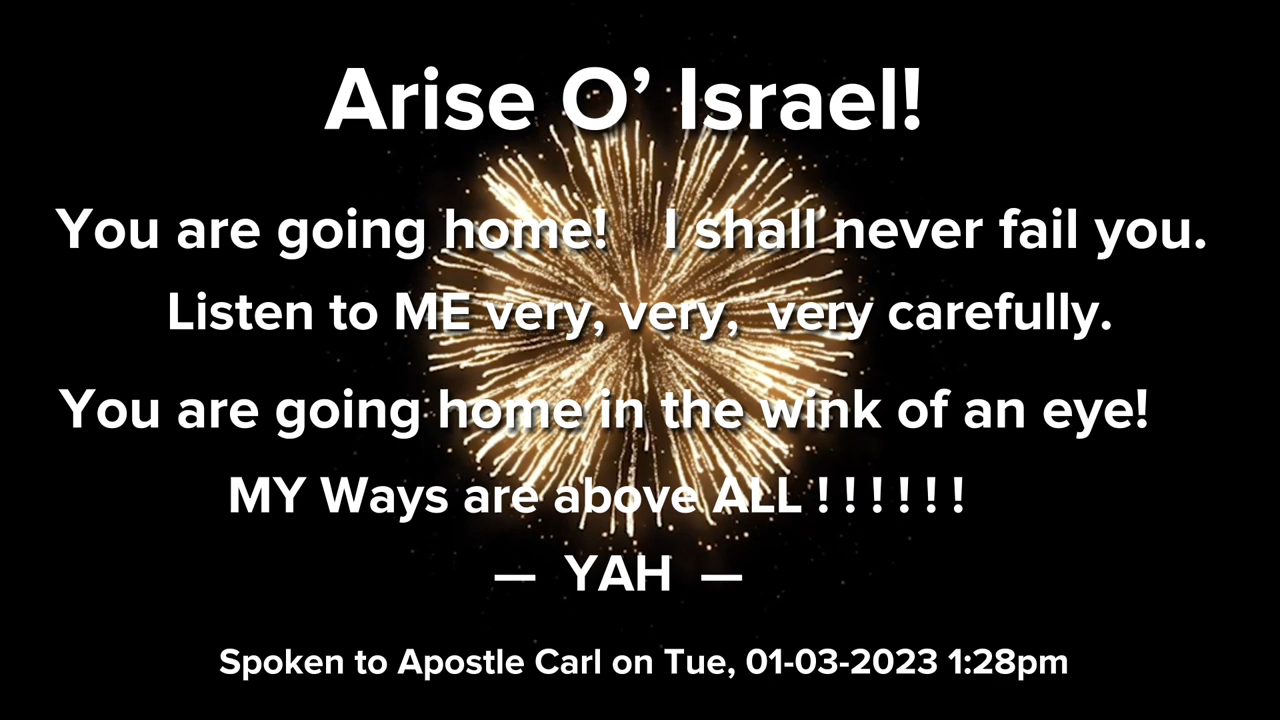 Arise O’ Israel!
You are going home! I shall never fail you.
Listen to ME very, very, very carefully.
You are going home in the wink of an eye!
MY Ways are above ALL ! ! ! ! ! !
— YAH —
Spoken to Apostle Carl on Tue, 01-03-2023 1:28pm